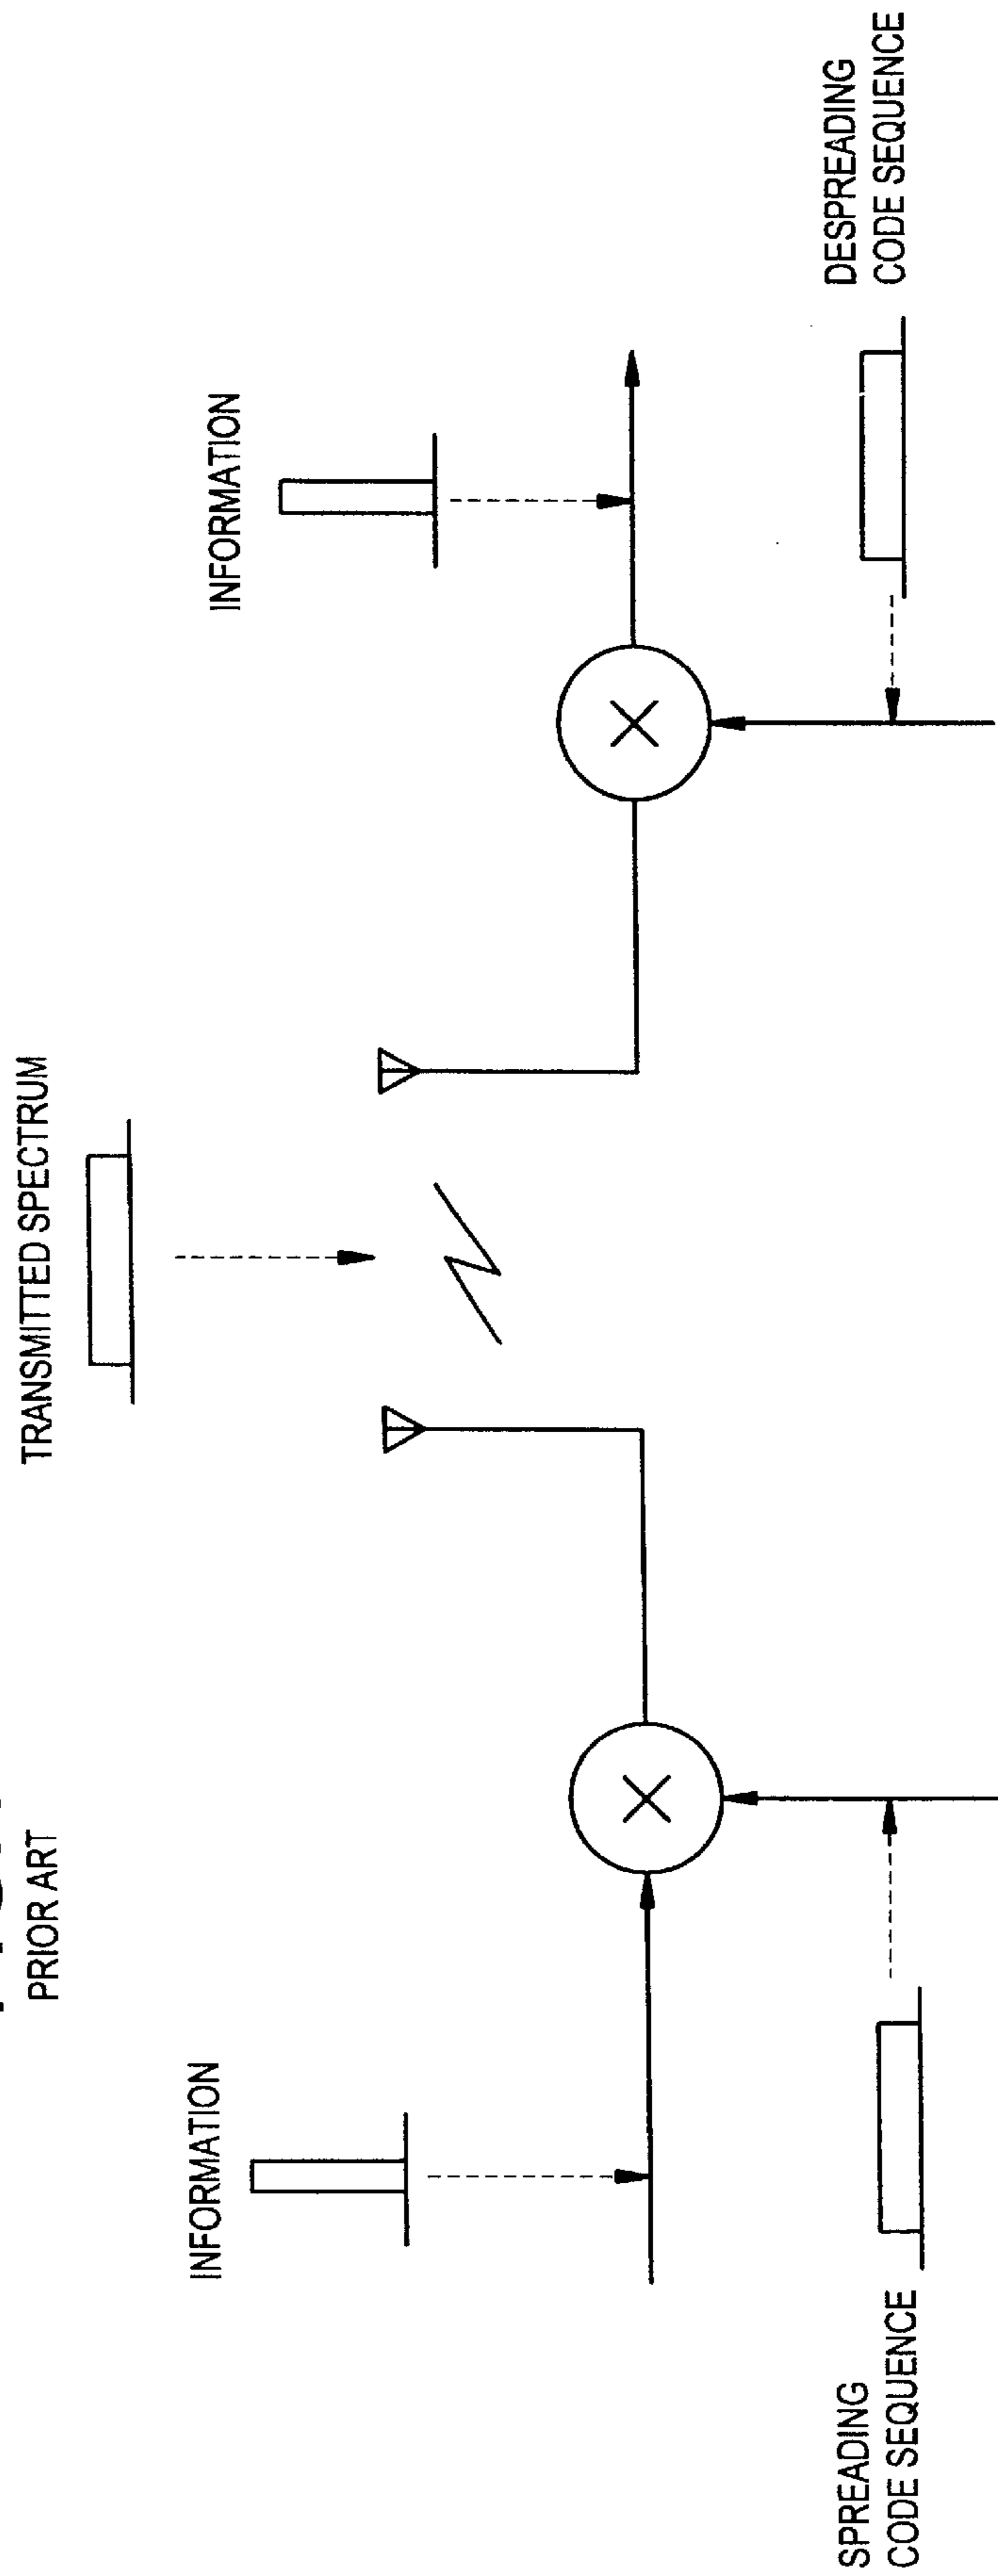 PRIOR ART
TRANSMITTED SPECTRUM
INFORMATION
INFORMATION
SPREADING
CODE SEQUENCE
DESPREADING
CODE SEQUENCE